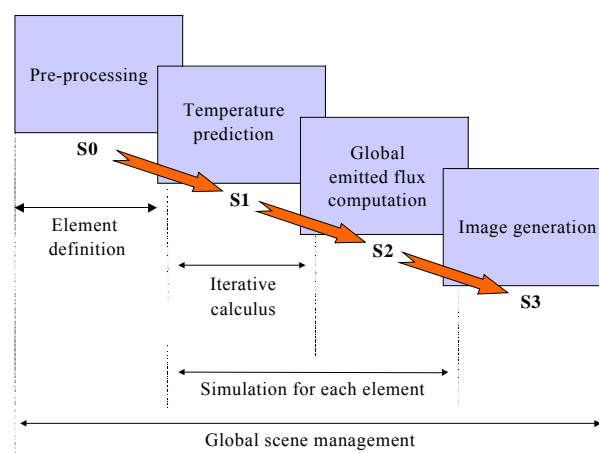 Pre-processing
Temperature
prediction
Global
emitted flux
computation
Image generation
S0
S1
S2
S3
Element
definition
Iterative
calculus
Simulation for each element
Global scene management